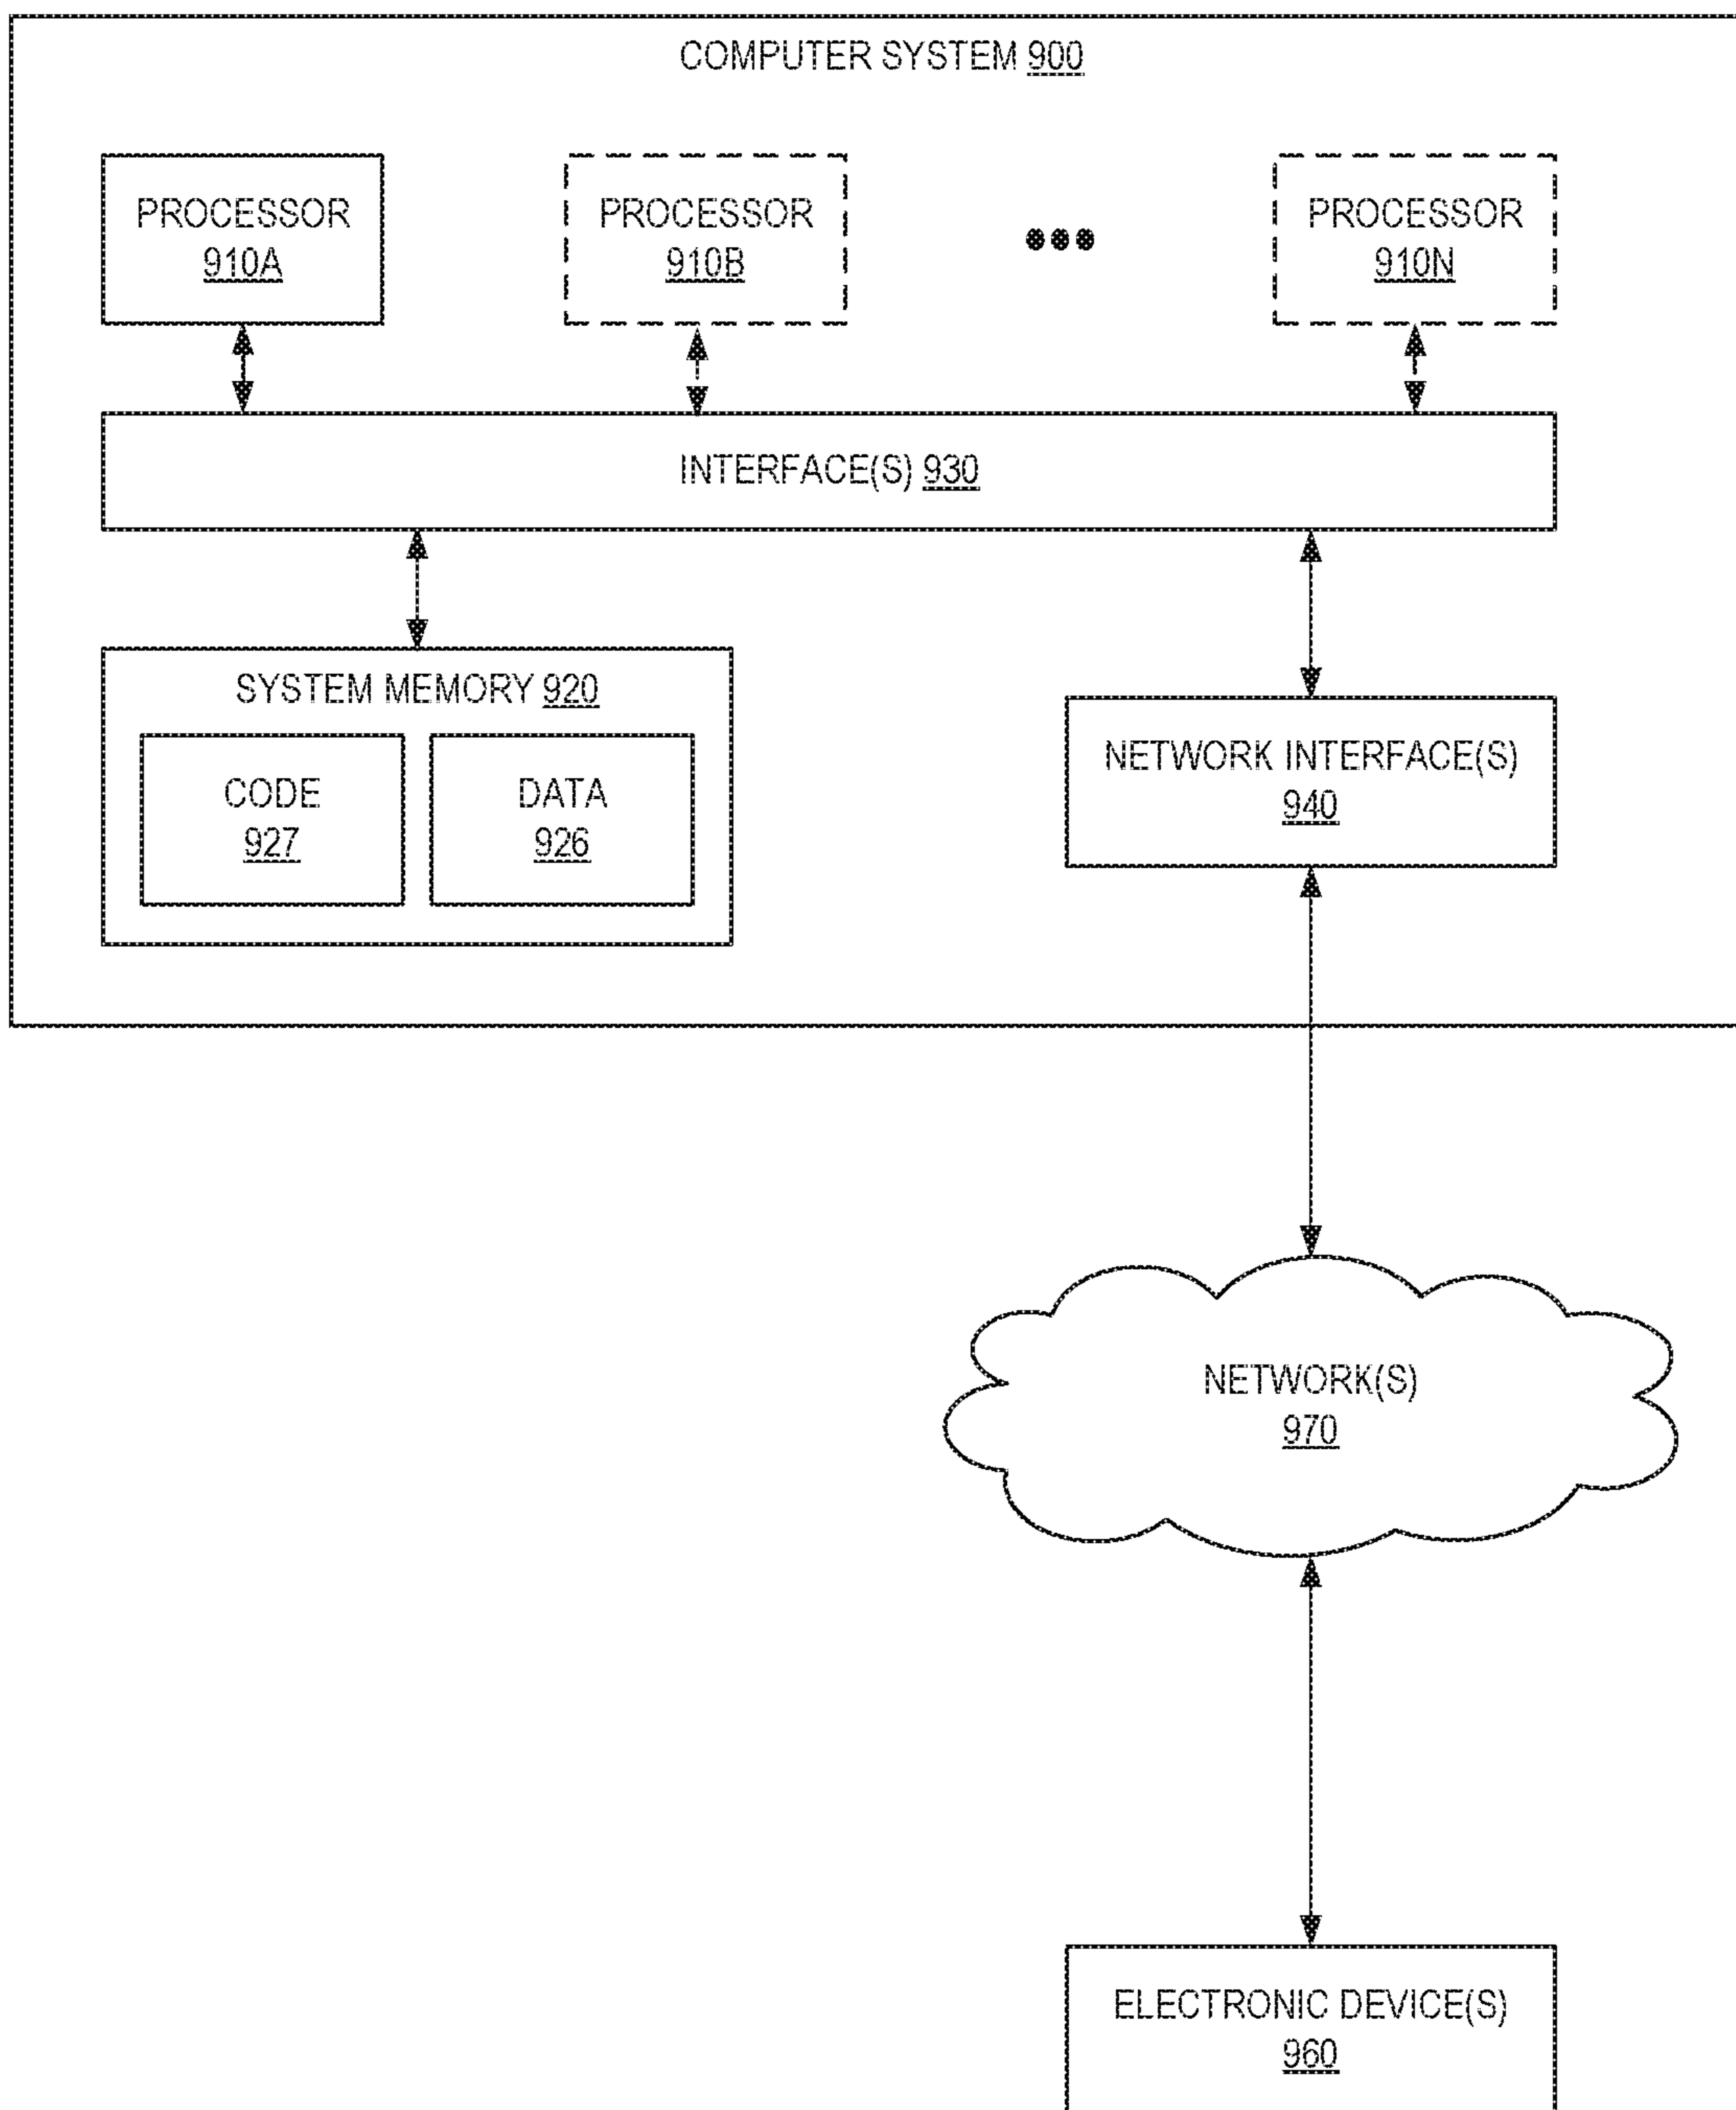 COMPUTER SYSTEM 900
PROCESSOR
910A
PROCESSOR
910B
PROCESSOR
910N
INTERFACE(S) 930
SYSTEM MEMORY 920
CODE
927
DATA
926
NETWORK INTERFACE(S)
940
NETWORK(S)
970
ELECTRONIC DEVICE(S)
960